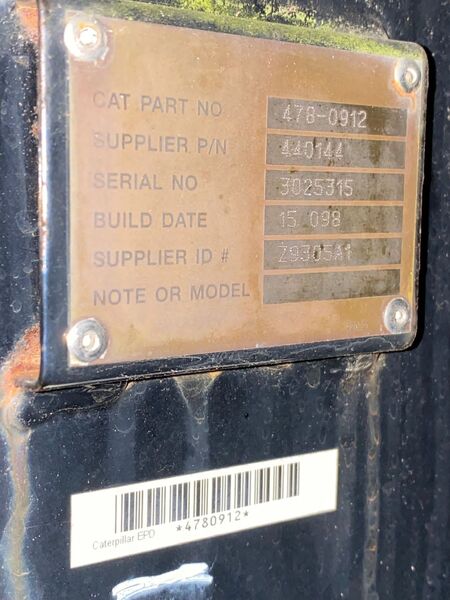 CAT PART NO 478-0912
SUPPLIER P/N 440144
SERIAL NO 3025315
BUILD DATE 15 098
SUPPLIER ID # Z9305A1
NOTE OR MODEL
Caterpillar EPD *4780912*